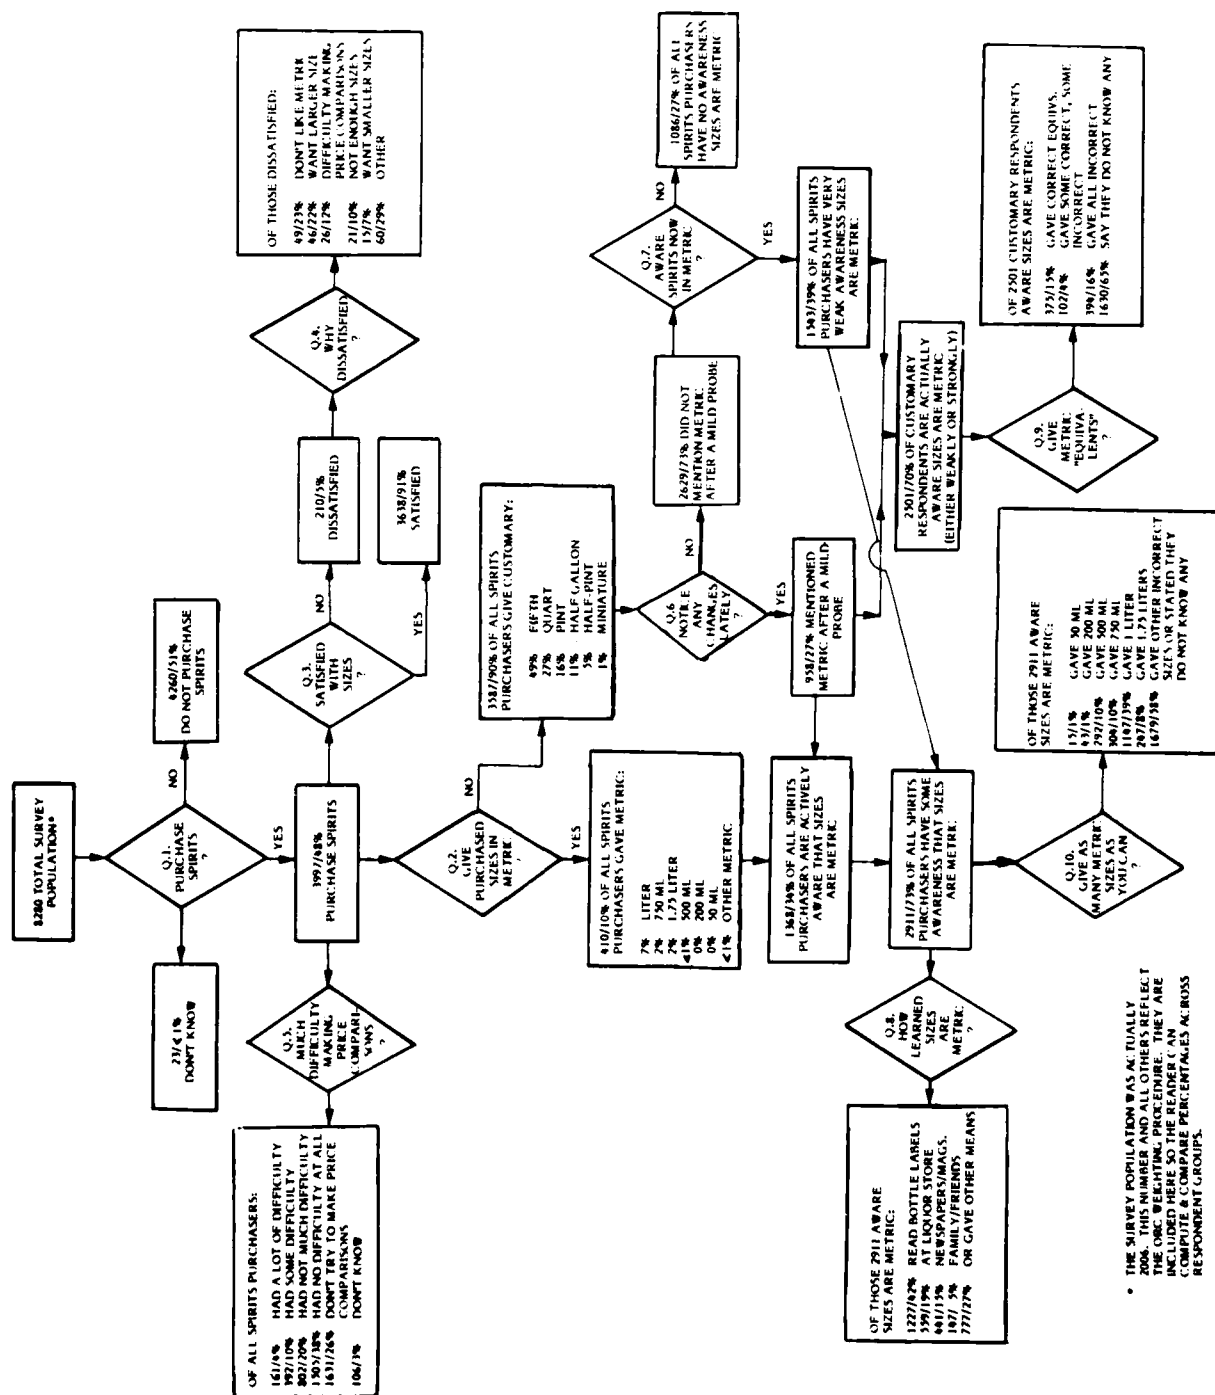 8280 TOTAL SURVEY
POPULATION*
Q.1.
PURCHASE
SPIRITS
?
NO
4260/51%
DO NOT PURCHASE
SPIRITS
23/<1%
DON'T KNOW
YES
3997/48%
PURCHASE SPIRITS
Q.3.
SATISFIED
WITH
SIZES
?
NO
210/5%
DISSATISFIED
YES
3638/91%
SATISFIED
Q.4.
WHY
DISSATISFIED
?
OF THOSE DISSATISFIED:
49/23% DON'T LIKE METRIC
46/22% WANT LARGER SIZE
26/12% DIFFICULTY MAKING
PRICE COMPARISONS
21/10% NOT ENOUGH SIZES
15/7% WANT SMALLER SIZES
60/29% OTHER
Q.5.
MUCH
DIFFICULTY
MAKING
PRICE
COMPARI-
SONS
?
OF ALL SPIRITS PURCHASERS:
161/4% HAD A LOT OF DIFFICULTY
392/10% HAD SOME DIFFICULTY
802/20% HAD NOT MUCH DIFFICULTY
1505/38% HAD NO DIFFICULTY AT ALL
1631/26% DON'T TRY TO MAKE PRICE
COMPARISONS
106/3% DON'T KNOW
Q.2.
GIVE
PURCHASED
SIZES IN
METRIC
NO
3587/90% OF ALL SPIRITS
PURCHASERS GIVE CUSTOMARY:
49% FIFTH
27% QUART
16% PINT
11% HALF GALLON
5% HALF-PINT
1% MINIATURE
YES
410/10% OF ALL SPIRITS
PURCHASERS GAVE METRIC:
7% LITER
2% 750 ML
2% 1.75 LITER
<1% 500 ML
0% 200 ML
0% 50 ML
<1% OTHER METRIC
Q.6
NOTICE
ANY
CHANGES
LATELY
?
NO
2629/73% DID NOT
MENTION METRIC
AFTER A MILD PROBE
YES
958/27% MENTIONED
METRIC AFTER A MILD
PROBE
Q.7.
AWARE
SPIRITS NOW
IN METRIC
?
NO
1086/27% OF ALL
SPIRITS PURCHASERS
HAVE NO AWARENESS
SIZES ARE METRIC
YES
1543/39% OF ALL SPIRITS
PURCHASERS HAVE VERY
WEAK AWARENESS SIZES
ARE METRIC
1368/34% OF ALL SPIRITS
PURCHASERS ARE ACTIVELY
AWARE THAT SIZES
ARE METRIC
2501/70% OF CUSTOMARY
RESPONDENTS ARE ACTUALLY
AWARE SIZES ARE METRIC
(EITHER WEAKLY OR STRONGLY)
2911/73% OF ALL SPIRITS
PURCHASERS HAVE SOME
AWARENESS THAT SIZES
ARE METRIC
Q.9.
GIVE
METRIC
"EQUIVA-
LENTS"
?
OF 2501 CUSTOMARY RESPONDENTS
AWARE SIZES ARE METRIC:
375/15% GAVE CORRECT EQUIVS.
102/4% GAVE SOME CORRECT, SOME
INCORRECT
394/16% GAVE ALL INCORRECT
1630/65% SAY THEY DO NOT KNOW ANY
Q.8.
HOW
LEARNED
SIZES
ARE
METRIC
?
OF THOSE 2911 AWARE
SIZES ARE METRIC:
1227/42% READ BOTTLE LABELS
559/19% AT LIQUOR STORE
441/15% NEWSPAPERS/MAGS.
147/ 5% FAMILY/FRIENDS
777/27% OR GAVE OTHER MEANS
Q.10.
GIVE AS
MANY METRIC
SIZES AS
YOU CAN
?
OF THOSE 2911 AWARE
SIZES ARE METRIC:
15/1% GAVE 50 ML
43/1% GAVE 200 ML
292/10% GAVE 500 ML
304/10% GAVE 750 ML
1147/39% GAVE 1 LITER
247/8% GAVE 1.75 LITERS
1679/58% GAVE OTHER INCORRECT
SIZES OR STATED THEY
DO NOT KNOW ANY
• THE SURVEY POPULATION WAS ACTUALLY
2006. THIS NUMBER AND ALL OTHERS REFLECT
THE ORC WEIGHTING PROCEDURE. THEY ARE
INCLUDED HERE SO THE READER CAN
COMPUTE & COMPARE PERCENTAGES ACROSS
RESPONDENT GROUPS.